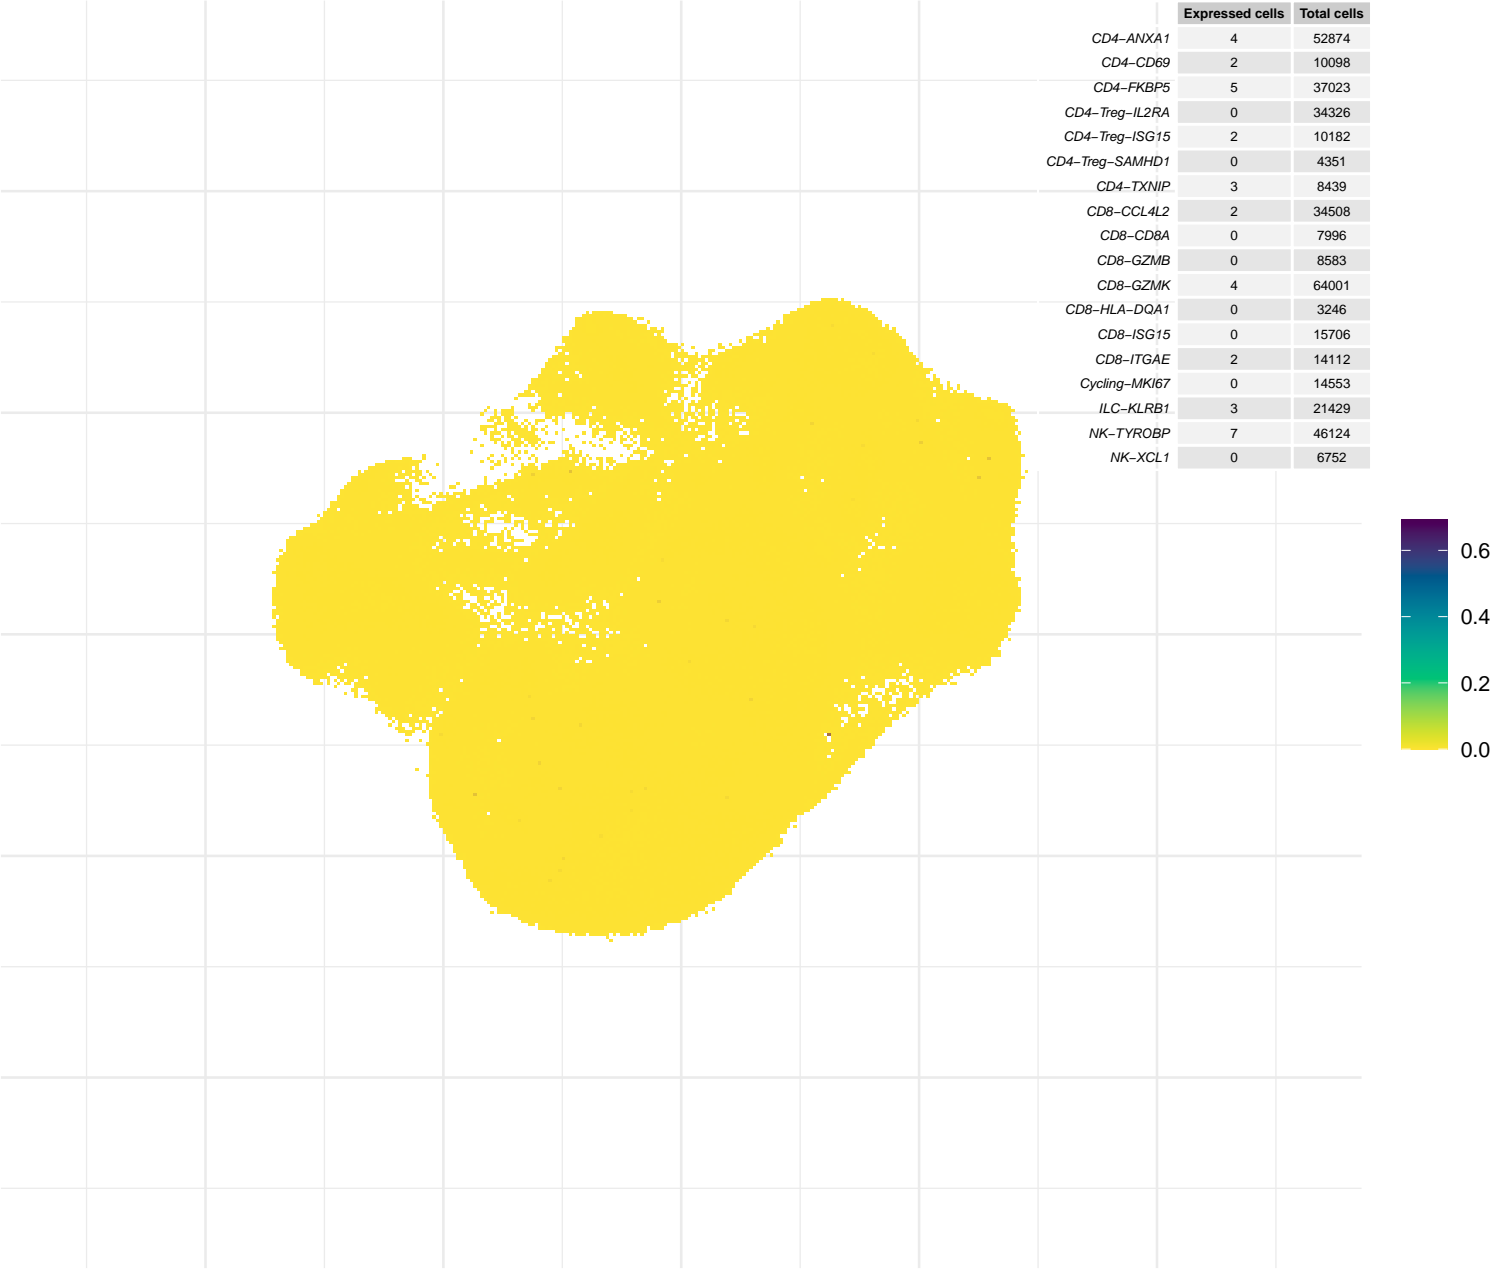 Expressed cells Total cells
CD4−ANXA1 4 52874
CD4−CD69 2 10098
CD4−FKBP5 5 37023
CD4−Treg−IL2RA 0 34326
CD4−Treg−ISG15 2 10182
CD4−Treg−SAMHD1 0 4351
CD4−TXNIP 3 8439
CD8−CCL4L2 2 34508
CD8−CD8A 0 7996
CD8−GZMB 0 8583
CD8−GZMK 4 64001
CD8−HLA−DQA1 0 3246
CD8−ISG15 0 15706
CD8−ITGAE 2 14112
Cycling−MKI67 0 14553
ILC−KLRB1 3 21429
NK−TYROBP 7 46124
NK−XCL1 0 6752
0.6
0.4
0.2
0.0